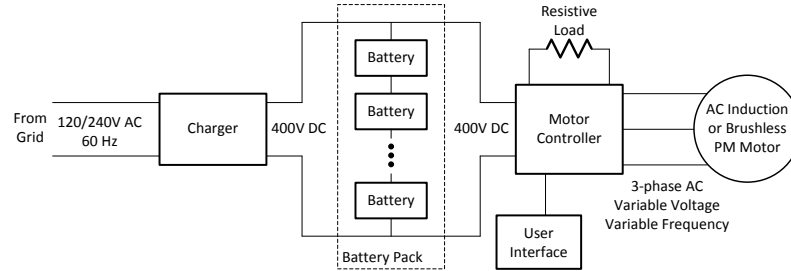 From
Grid
120/240V AC
60 Hz
Charger
400V DC
Battery
Battery
Battery
Battery Pack
400V DC
Resistive
Load
Motor
Controller
User
Interface
3-phase AC
Variable Voltage
Variable Frequency
AC Induction
or Brushless
PM Motor